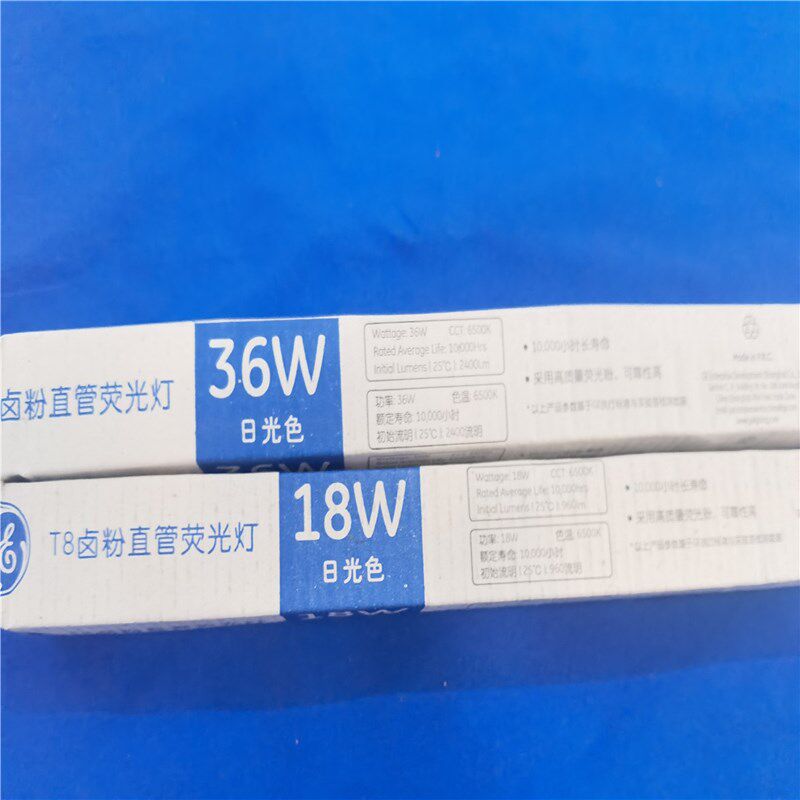 卤粉直管荧光灯
36W
日光色
Wattage: 36W CCT: 6500K
Rated Average Life: 10,000Hrs
Initial Lumens | 25℃ | 2400lm
功率: 36W 色温: 6500K
额定寿命: 10,000小时
初始流明 | 25℃ | 2400流明
• 10,000小时长寿命
• 采用高质量荧光粉，可靠性高
Made in P.R.C.
36W
GE
T8卤粉直管荧光灯
18W
日光色
Wattage: 18W CCT: 6500K
Rated Average Life: 10,000Hrs
Initial Lumens | 25℃ | 960lm
功率: 18W 色温: 6500K
额定寿命: 10,000小时
初始流明 | 25℃ | 960流明
• 10,000小时长寿命
• 采用高质量荧光粉，可靠性高
18W